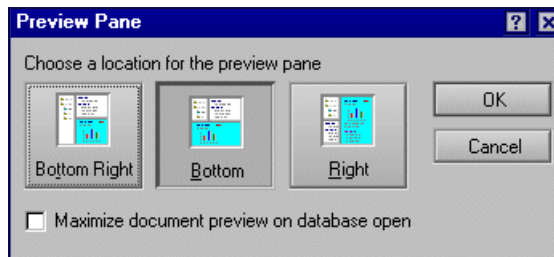 Preview Pane
Choose a location for the preview pane
Bottom Right
Bottom
Right
OK
Cancel
Maximize document preview on database open